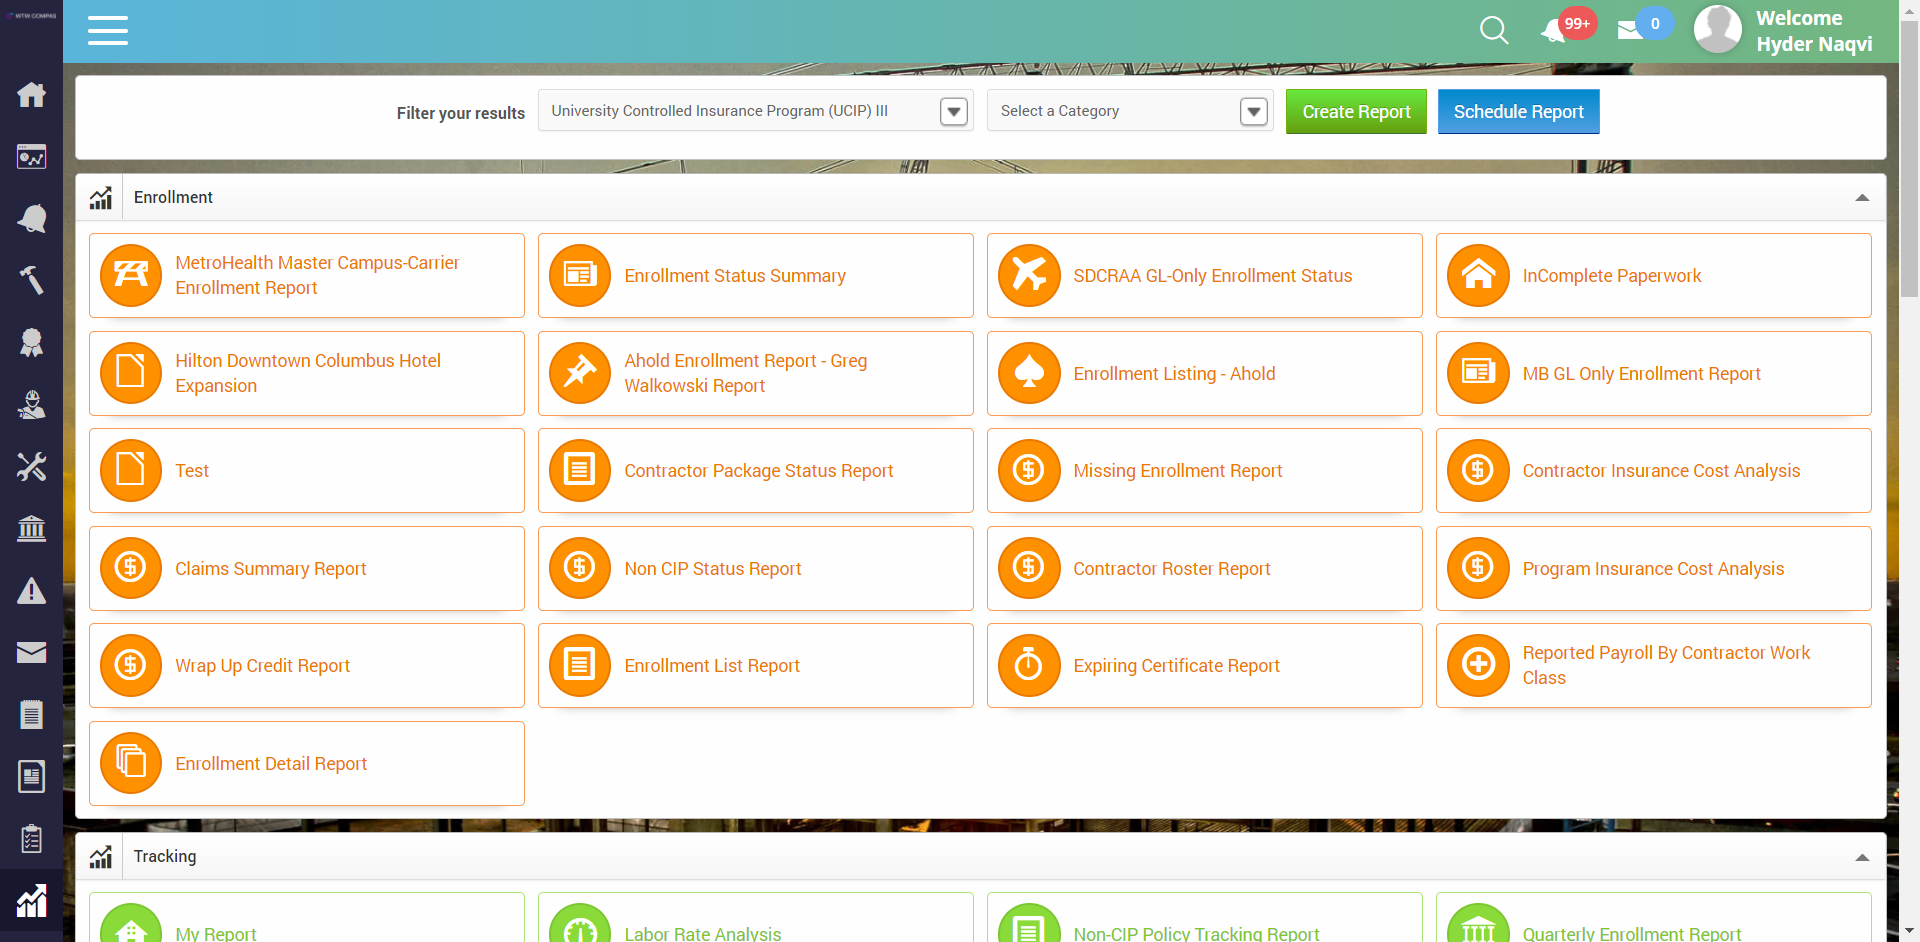 WTW COMPAS
99+
0
Welcome
Hyder Naqvi
Filter your results
University Controlled Insurance Program (UCIP) III
Select a Category
Create Report
Schedule Report
Enrollment
MetroHealth Master Campus-Carrier
Enrollment Report
Enrollment Status Summary
SDCRAA GL-Only Enrollment Status
InComplete Paperwork
Hilton Downtown Columbus Hotel
Expansion
Ahold Enrollment Report - Greg
Walkowski Report
Enrollment Listing - Ahold
MB GL Only Enrollment Report
Test
Contractor Package Status Report
Missing Enrollment Report
Contractor Insurance Cost Analysis
Claims Summary Report
Non CIP Status Report
Contractor Roster Report
Program Insurance Cost Analysis
Wrap Up Credit Report
Enrollment List Report
Expiring Certificate Report
Reported Payroll By Contractor Work
Class
Enrollment Detail Report
Tracking
My Report
Labor Rate Analysis
Non-CIP Policy Tracking Report
Quarterly Enrollment Report